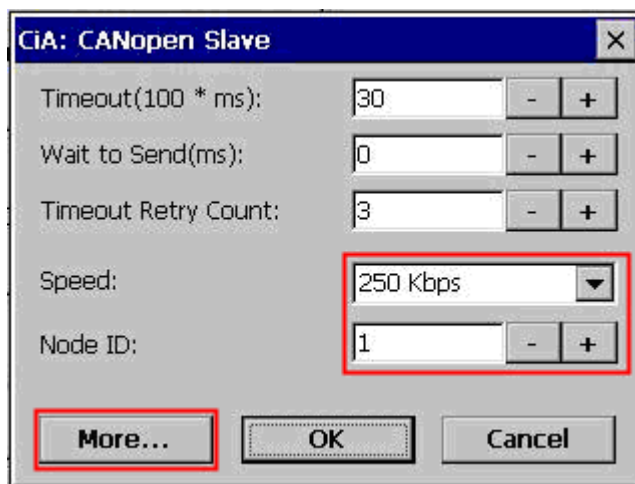 CiA: CANopen Slave
Timeout(100 * ms): 30 - +
Wait to Send(ms): 0 - +
Timeout Retry Count: 3 - +
Speed: 250 Kbps
Node ID: 1 - +
More... OK Cancel